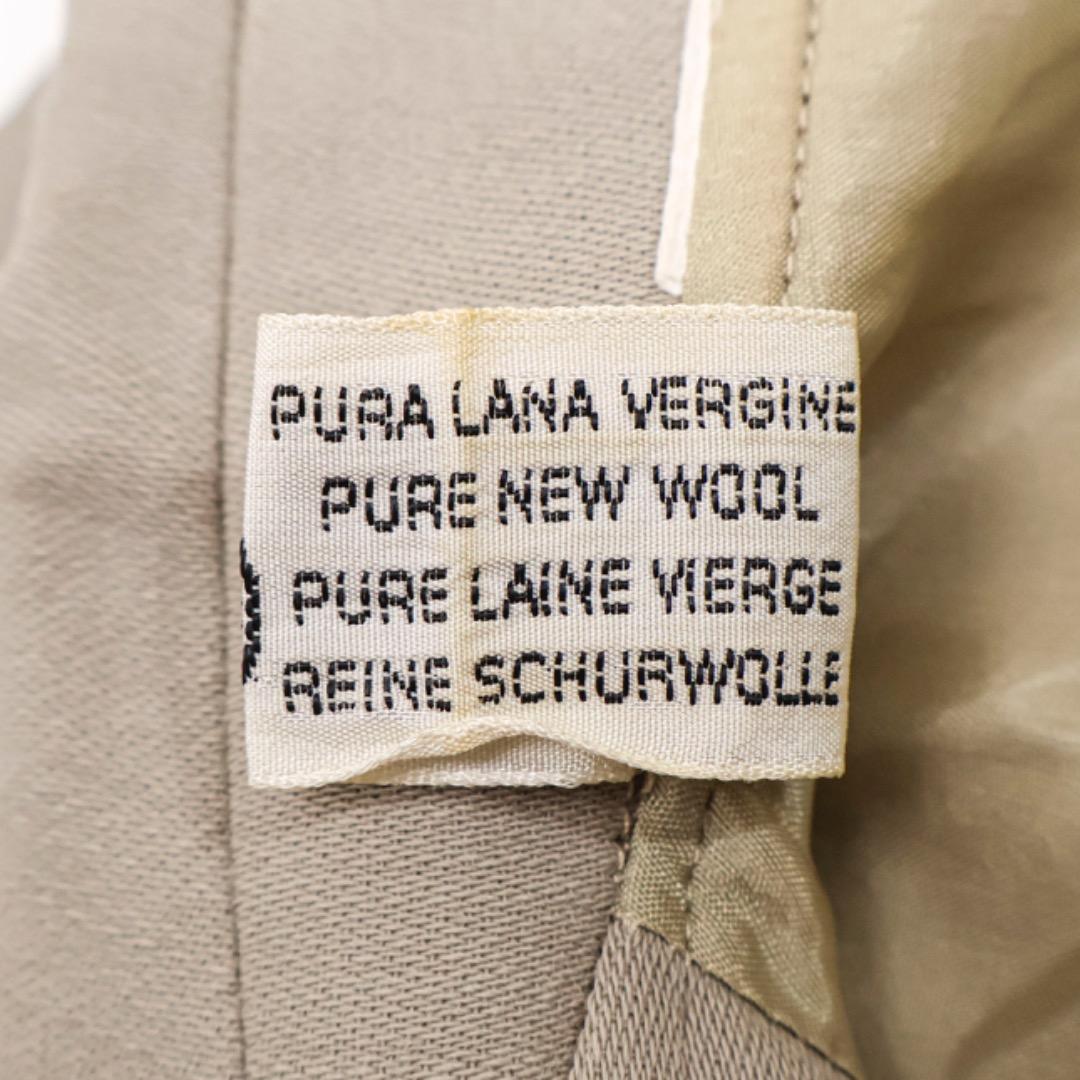 PURA LANA VERGINE
PURE NEW WOOL
PURE LAINE VIERGE
REINE SCHURWOLLE